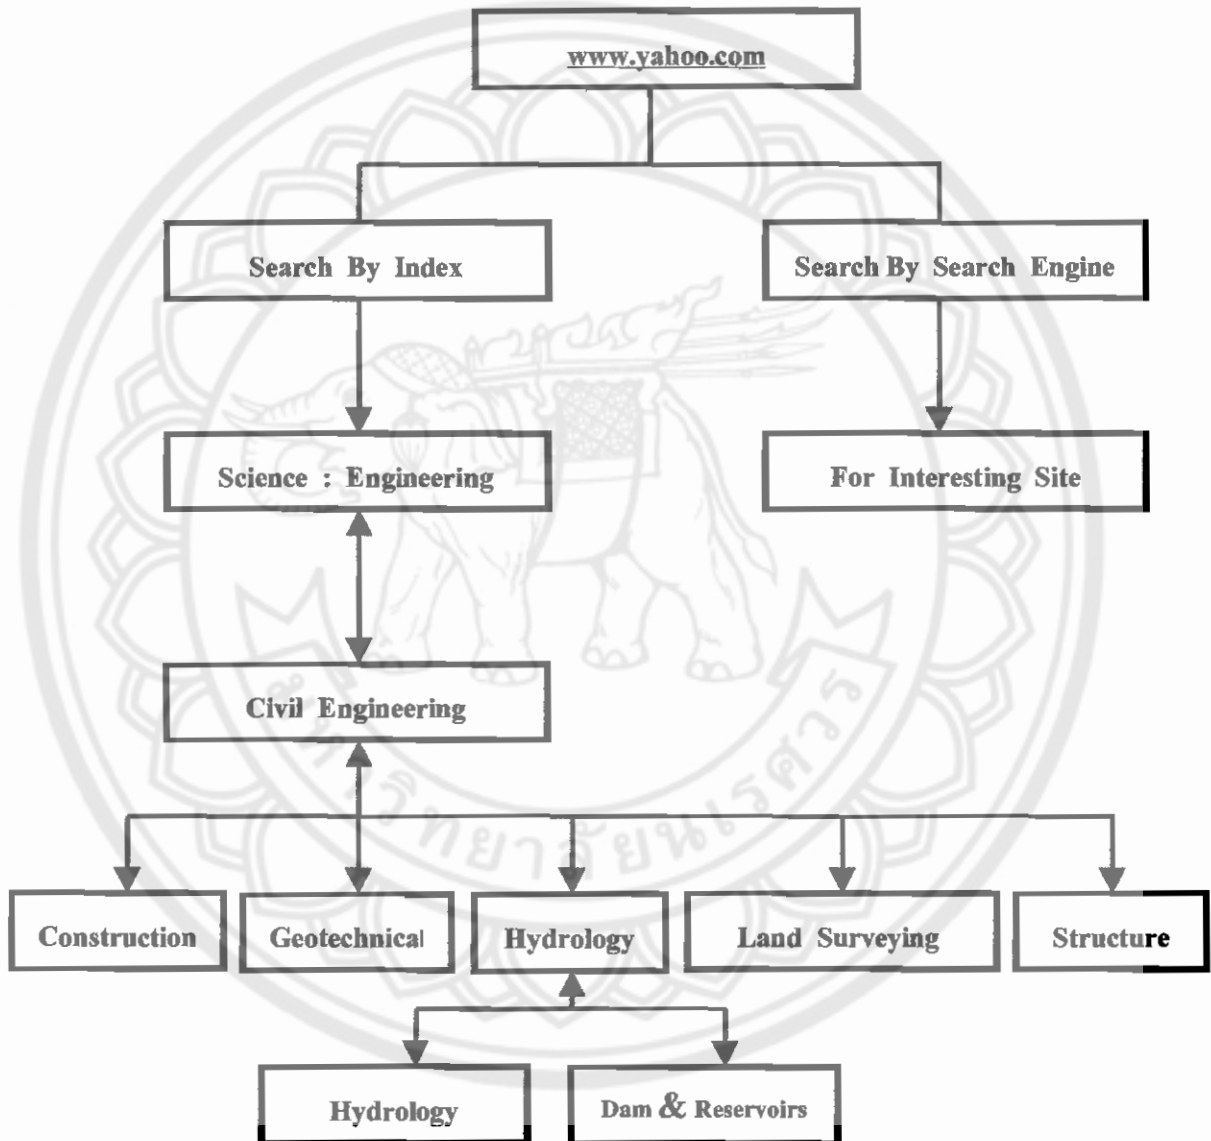 www.yahoo.com
Search By Index
Search By Search Engine
Science : Engineering
For Interesting Site
Civil Engineering
Construction
Geotechnical
Hydrology
Land Surveying
Structure
Hydrology
Dam & Reservoirs